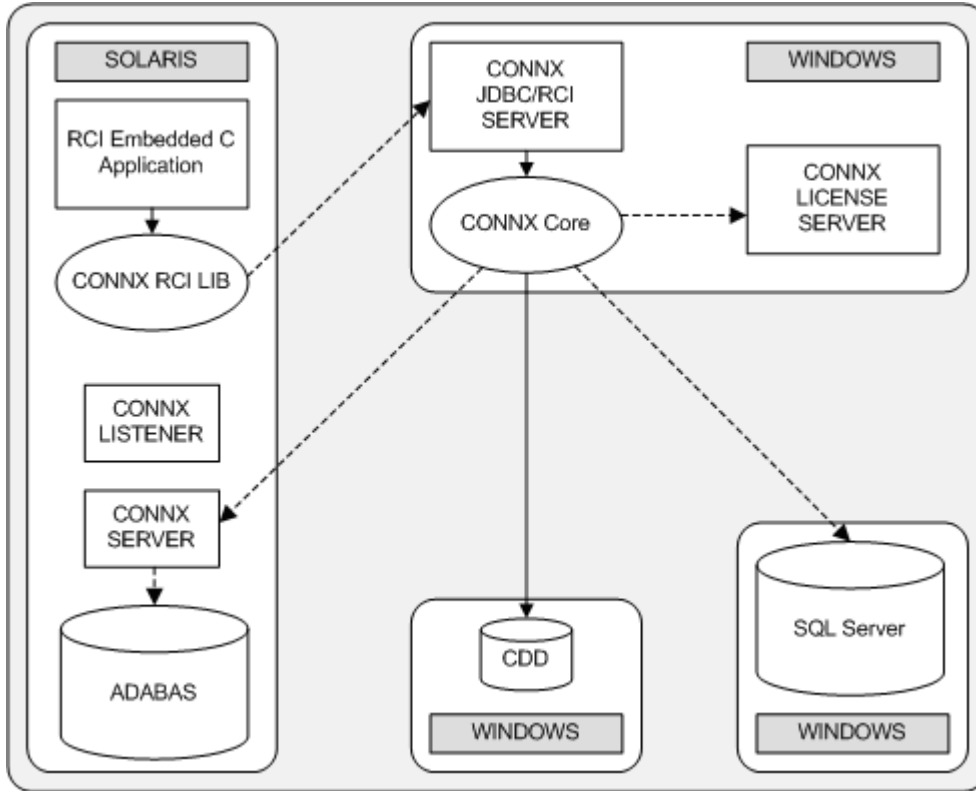 SOLARIS
RCI Embedded C
Application
CONNX RCI LIB
CONNX
LISTENER
CONNX
SERVER
ADABAS
CONNX
JDBC/RCI
SERVER
WINDOWS
CONNX Core
CONNX
LICENSE
SERVER
CDD
WINDOWS
SQL Server
WINDOWS